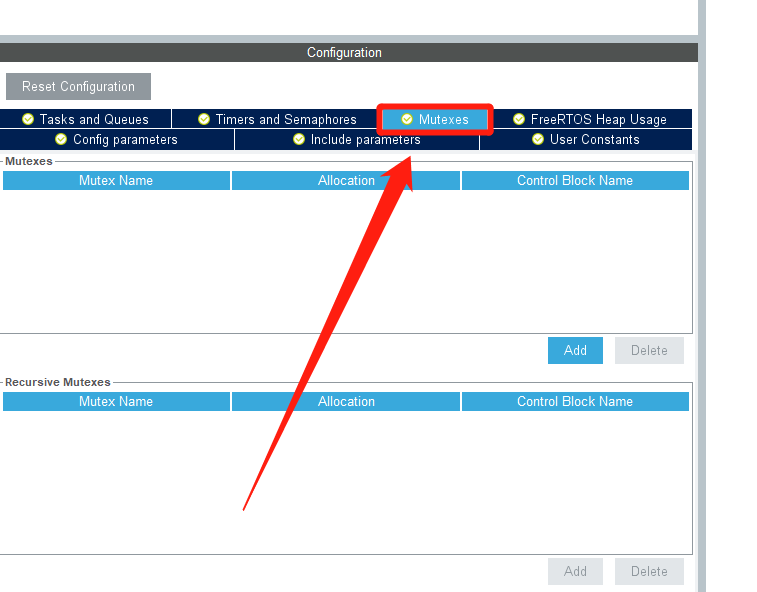 Configuration
Reset Configuration
Tasks and Queues Timers and Semaphores Mutexes FreeRTOS Heap Usage
Config parameters Include parameters User Constants
Mutexes
Mutex Name Allocation Control Block Name
Add Delete
Recursive Mutexes
Mutex Name Allocation Control Block Name
Add Delete